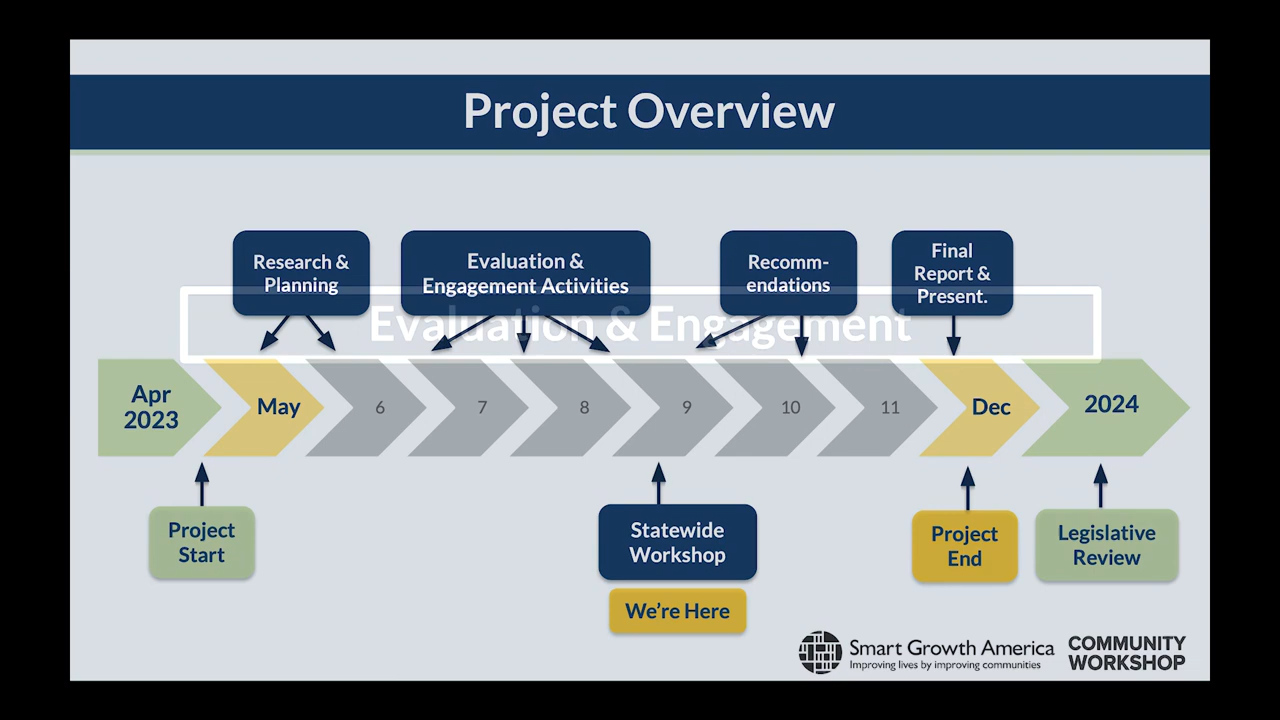 Project Overview
Research &
Planning
Evaluation &
Engagement Activities
Recomm-
endations
Final
Report &
Present.
Evaluation & Engagement
Apr
2023
May
6
7
8
9
10
11
Dec
2024
Project
Start
Statewide
Workshop
We're Here
Project
End
Legislative
Review
Smart Growth America
Improving lives by improving communities
COMMUNITY
WORKSHOP